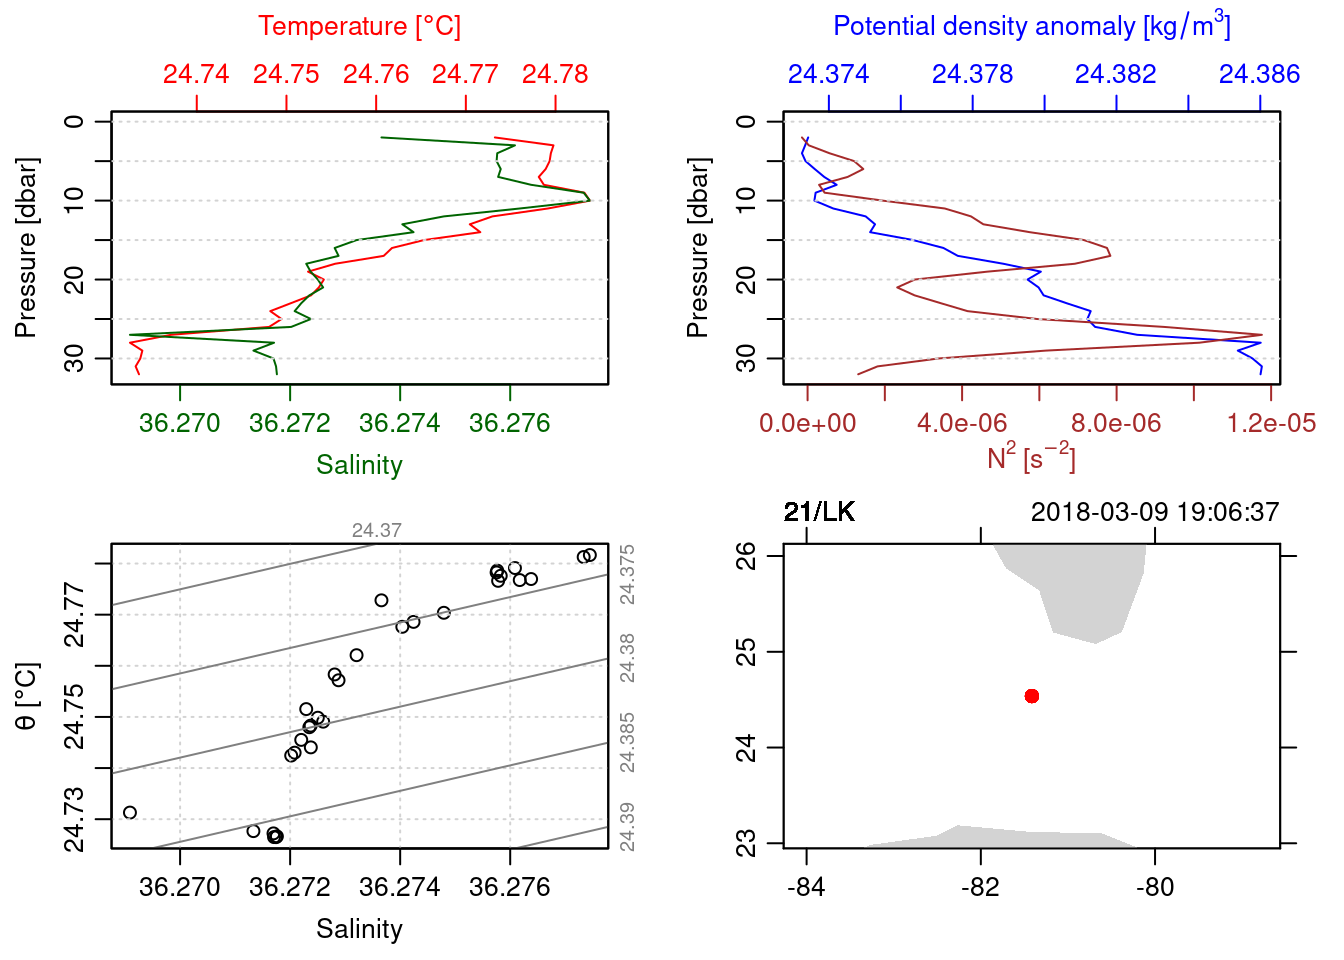 Temperature [°C]
24.74 24.75 24.76 24.77 24.78
Pressure [dbar]
0 10 20 30
36.270 36.272 36.274 36.276
Salinity
Potential density anomaly [kg/m³]
24.374 24.378 24.382 24.386
Pressure [dbar]
0 10 20 30
0.0e+00 4.0e-06 8.0e-06 1.2e-05
N² [s⁻²]
24.37
24.375
24.38
24.385
24.39
θ [°C]
24.73 24.75 24.77
36.270 36.272 36.274 36.276
Salinity
21/LK 2018-03-09 19:06:37
26
25
24
23
-84 -82 -80